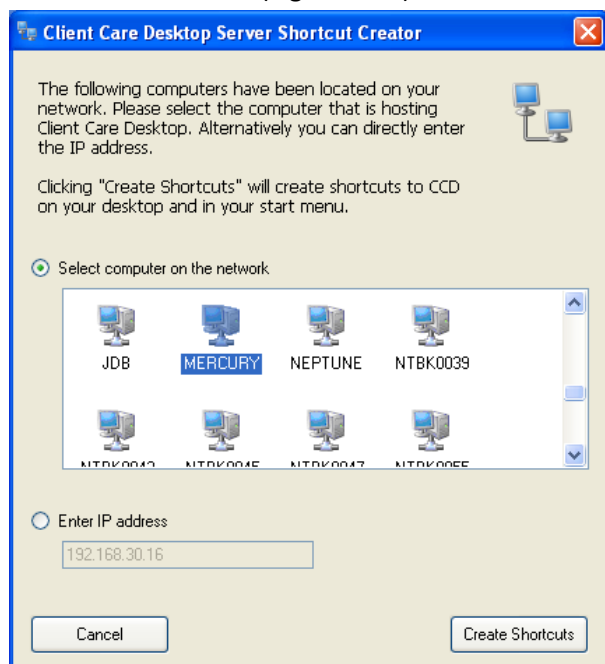 Client Care Desktop Server Shortcut Creator
The following computers have been located on your
network. Please select the computer that is hosting
Client Care Desktop. Alternatively you can directly enter
the IP address.
Clicking "Create Shortcuts" will create shortcuts to CCD
on your desktop and in your start menu.
Select computer on the network
JDB MERCURY NEPTUNE NTBK0039
Enter IP address
192.168.30.16
Cancel Create Shortcuts